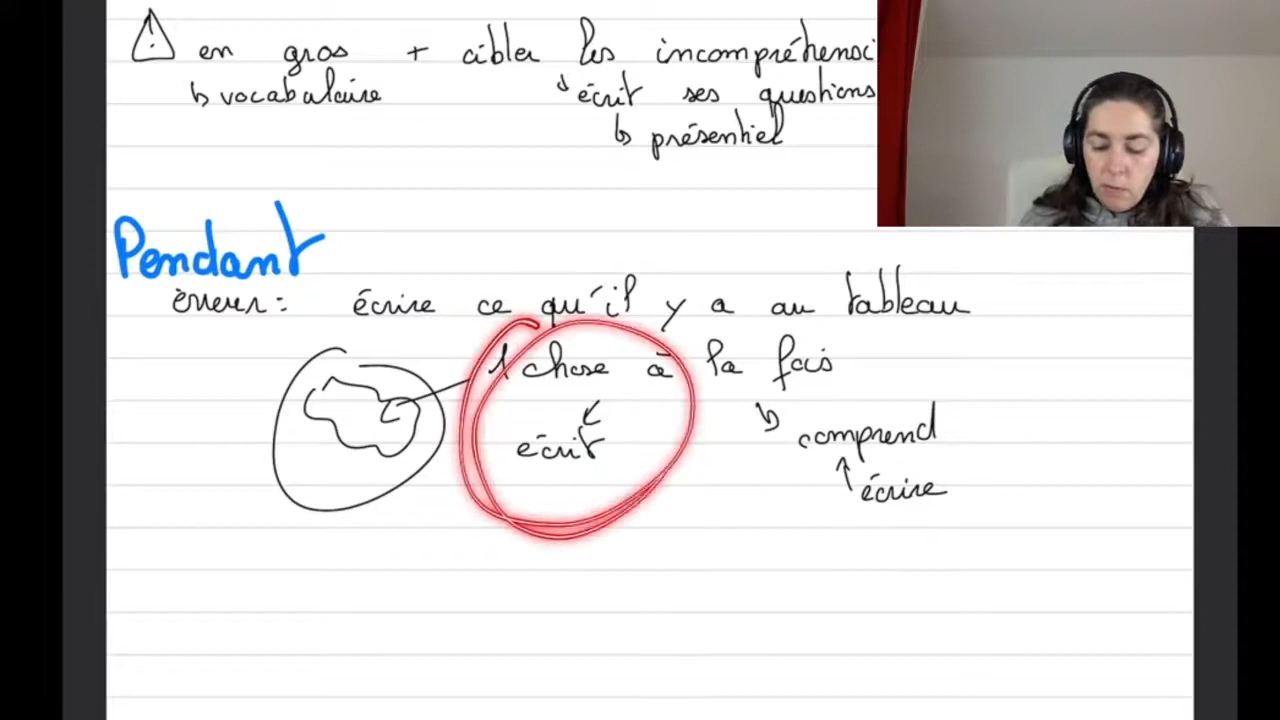 ! en gros + cibler les incompréhensi
↳ vocabulaire ↳ écrit ses questions
↳ présentiel
Pendant
erreur : écrire ce qu'il y a au tableau
1 chose à la fois
écrit ↳ comprend
↑ écrire